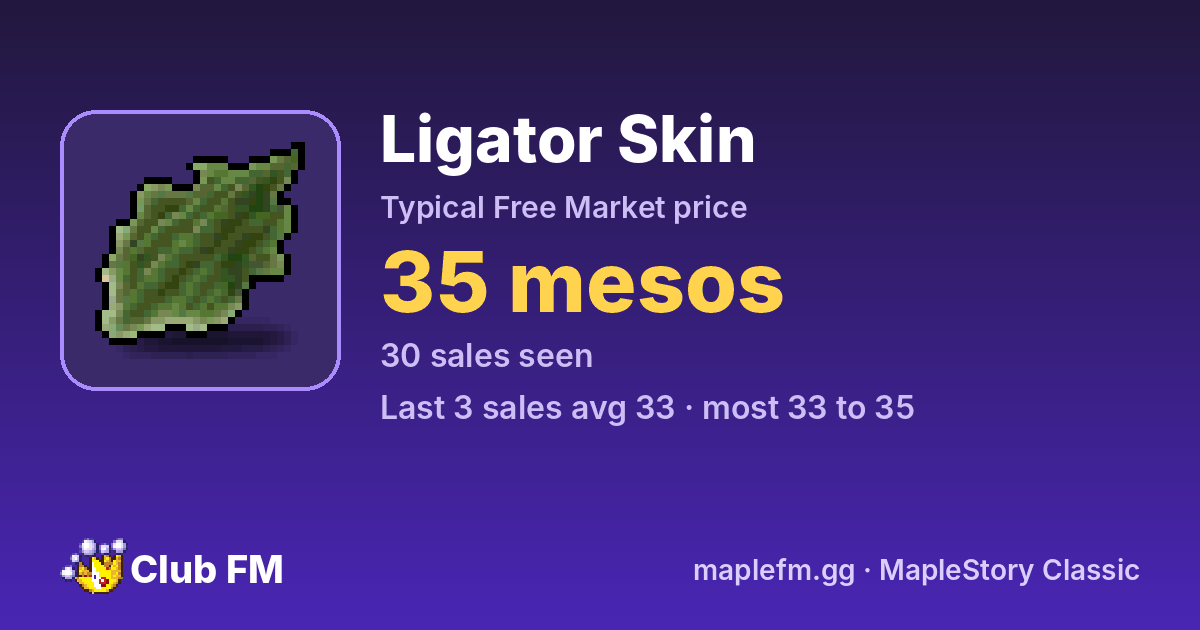 Ligator Skin
Typical Free Market price
35 mesos
30 sales seen
Last 3 sales avg 33 · most 33 to 35
Club FM
maplefm.gg · MapleStory Classic